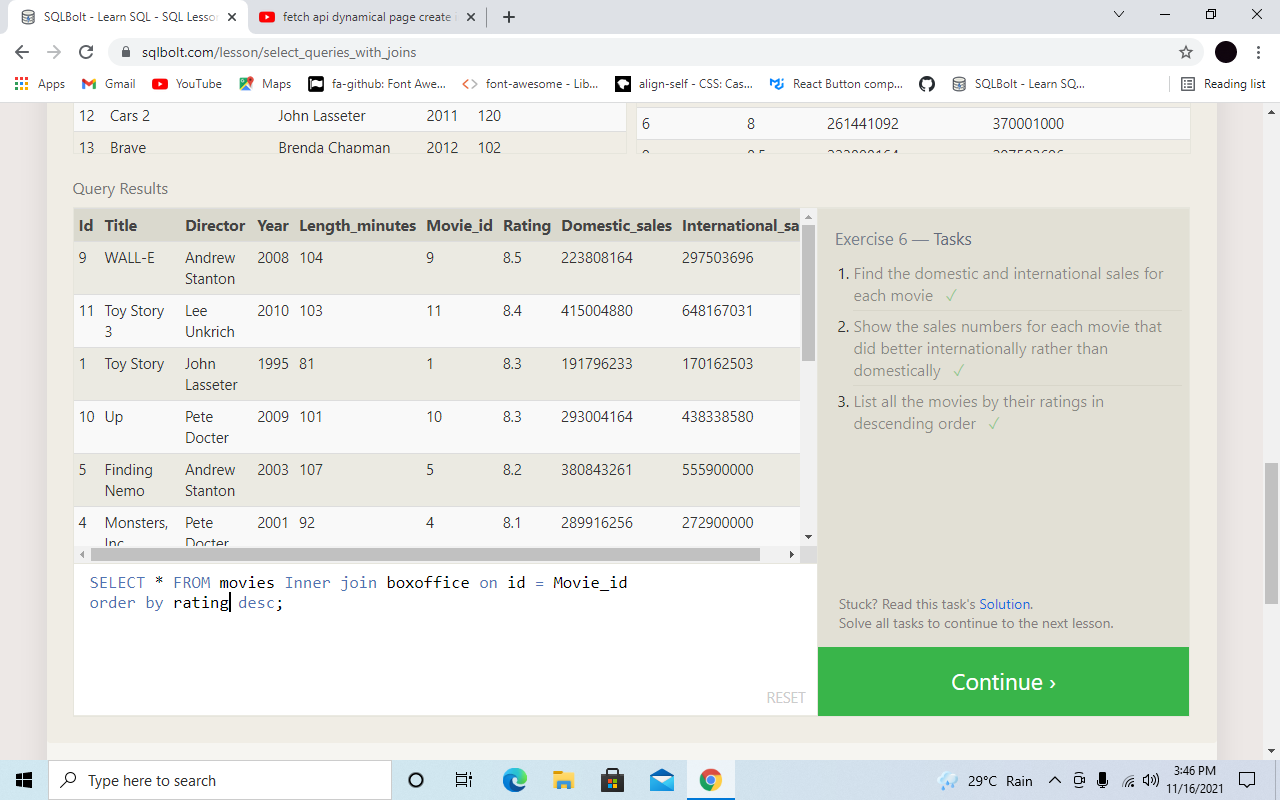 SQLBolt - Learn SQL - SQL Lesson
fetch api dynamical page create
sqlbolt.com/lesson/select_queries_with_joins
Apps Gmail YouTube Maps fa-github: Font Awe... font-awesome - Lib... align-self - CSS: Cas... React Button comp... SQLBolt - Learn SQ... Reading list
12 Cars 2 John Lasseter 2011 120
6 8 261441092 370001000
13 Brave Brenda Chapman 2012 102
Query Results
Id Title Director Year Length_minutes Movie_id Rating Domestic_sales International_sa
9 WALL-E Andrew Stanton 2008 104 9 8.5 223808164 297503696
11 Toy Story 3 Lee Unkrich 2010 103 11 8.4 415004880 648167031
1 Toy Story John Lasseter 1995 81 1 8.3 191796233 170162503
10 Up Pete Docter 2009 101 10 8.3 293004164 438338580
5 Finding Nemo Andrew Stanton 2003 107 5 8.2 380843261 555900000
4 Monsters, Inc. Pete Docter 2001 92 4 8.1 289916256 272900000
Exercise 6 — Tasks
1. Find the domestic and international sales for
each movie ✓
2. Show the sales numbers for each movie that
did better internationally rather than
domestically ✓
3. List all the movies by their ratings in
descending order ✓
Stuck? Read this task's Solution.
Solve all tasks to continue to the next lesson.
Continue ›
SELECT * FROM movies Inner join boxoffice on id = Movie_id
order by rating desc;
RESET
Type here to search
29°C Rain
3:46 PM
11/16/2021